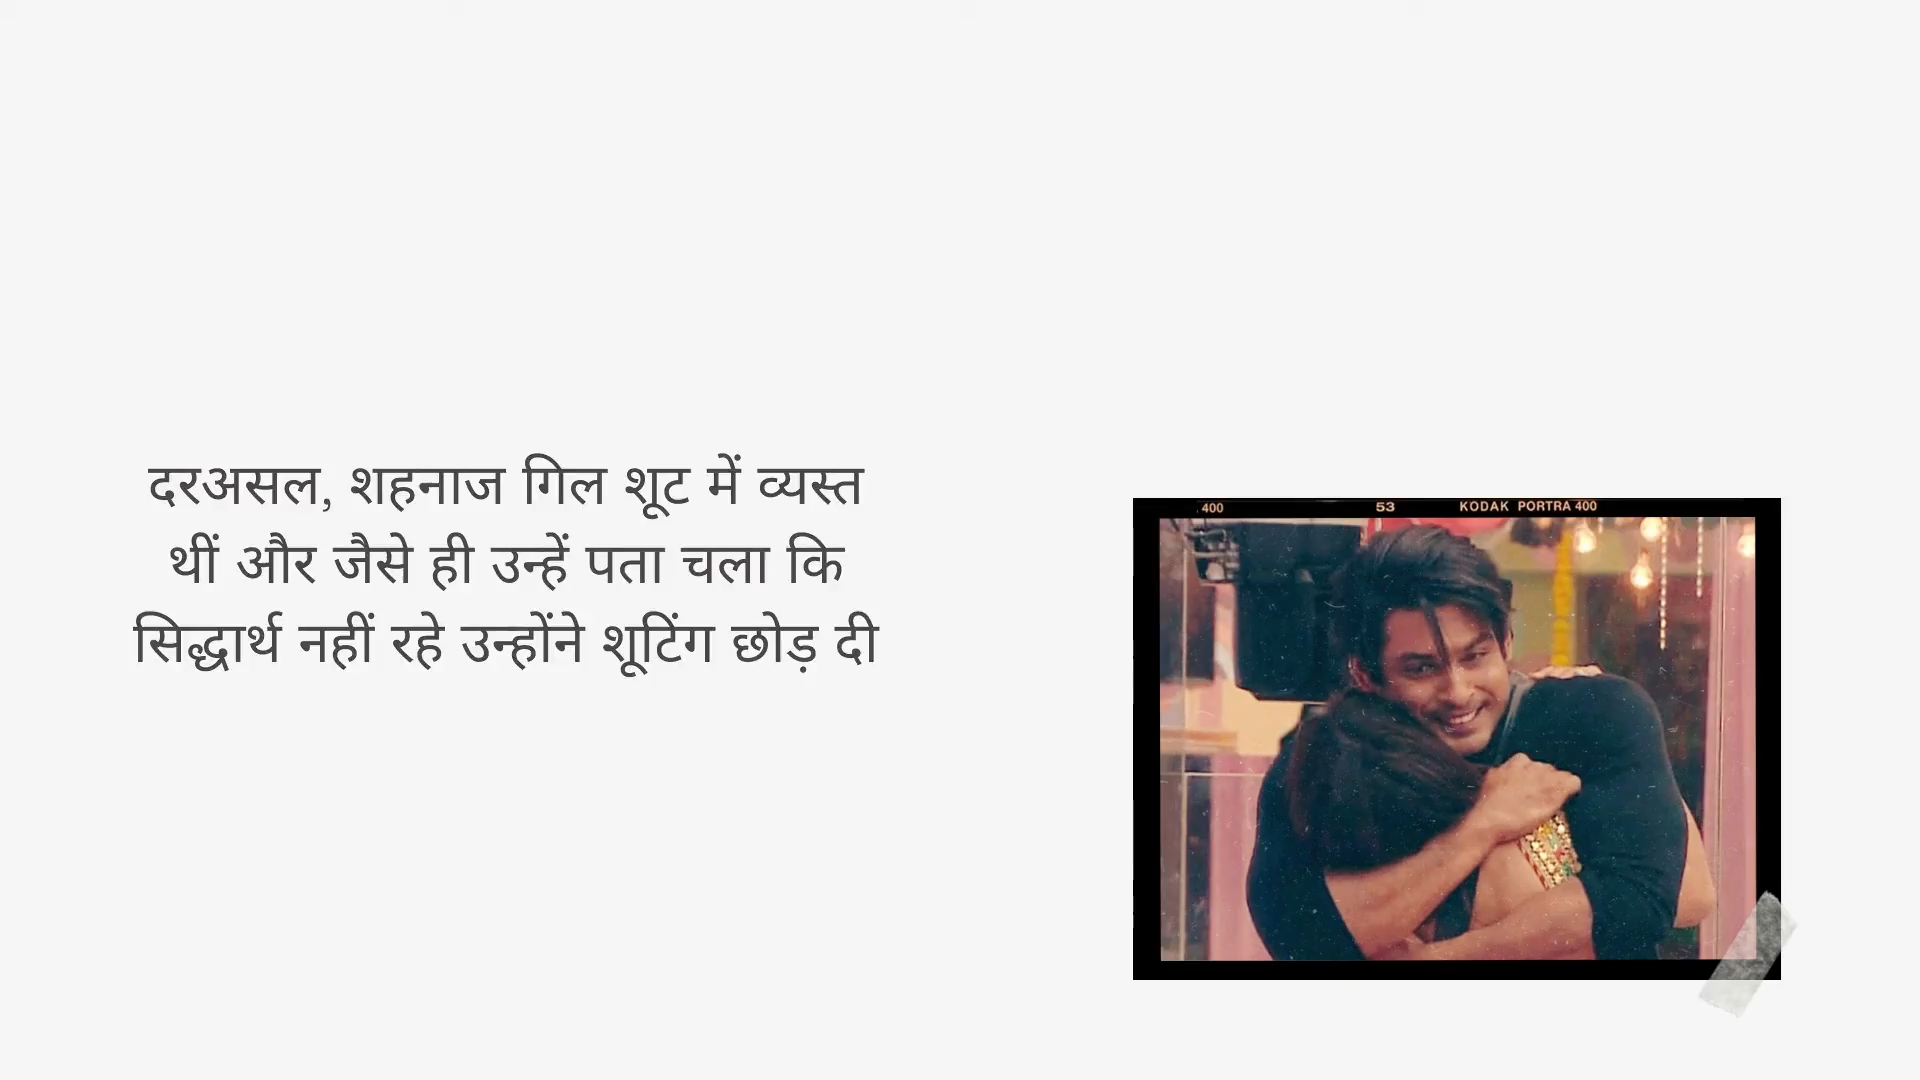 दरअसल, शहनाज गिल शूट में व्यस्त
थीं और जैसे ही उन्हें पता चला कि
सिद्धार्थ नहीं रहे उन्होंने शूटिंग छोड़ दी
400 53 KODAK PORTRA 400